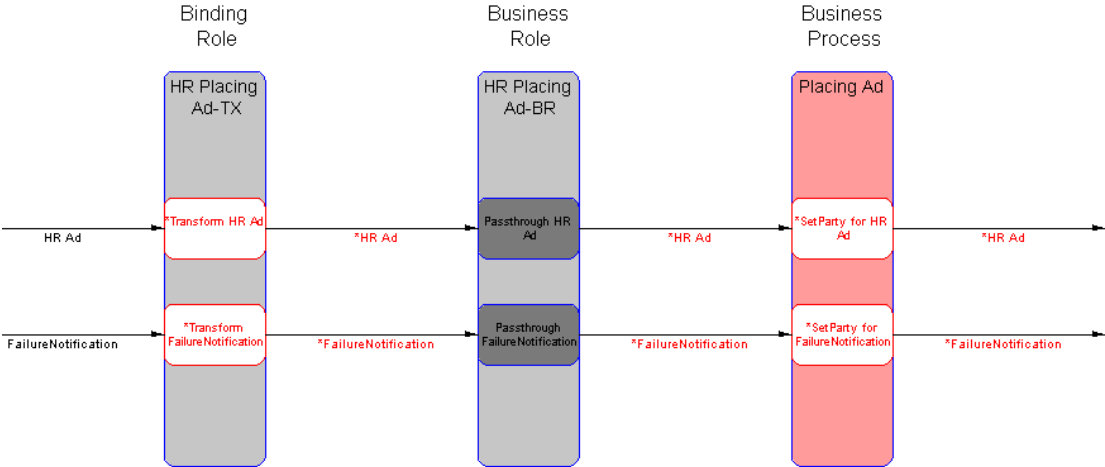 Binding
Role
Business
Role
Business
Process
HR Placing
Ad-TX
HR Placing
Ad-BR
Placing Ad
*Transform HR Ad
Passthrough HR
Ad
*SetParty for HR
Ad
HR Ad
*HR Ad
*HR Ad
*HR Ad
*Transform
FailureNotification
Passthrough
FailureNotification
*SetParty for
FailureNotification
FailureNotification
*FailureNotification
*FailureNotification
*FailureNotification